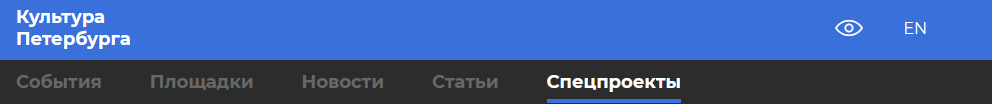 Культура
Петербурга
EN
События Площадки Новости Статьи Спецпроекты